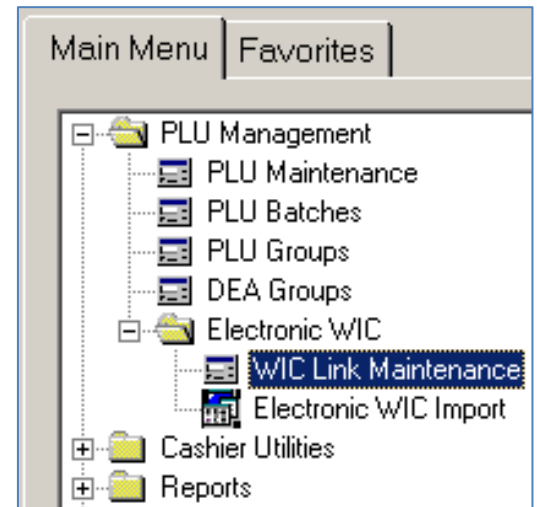 Main Menu Favorites
PLU Management
PLU Maintenance
PLU Batches
PLU Groups
DEA Groups
Electronic WIC
WIC Link Maintenance
Electronic WIC Import
Cashier Utilities
Reports